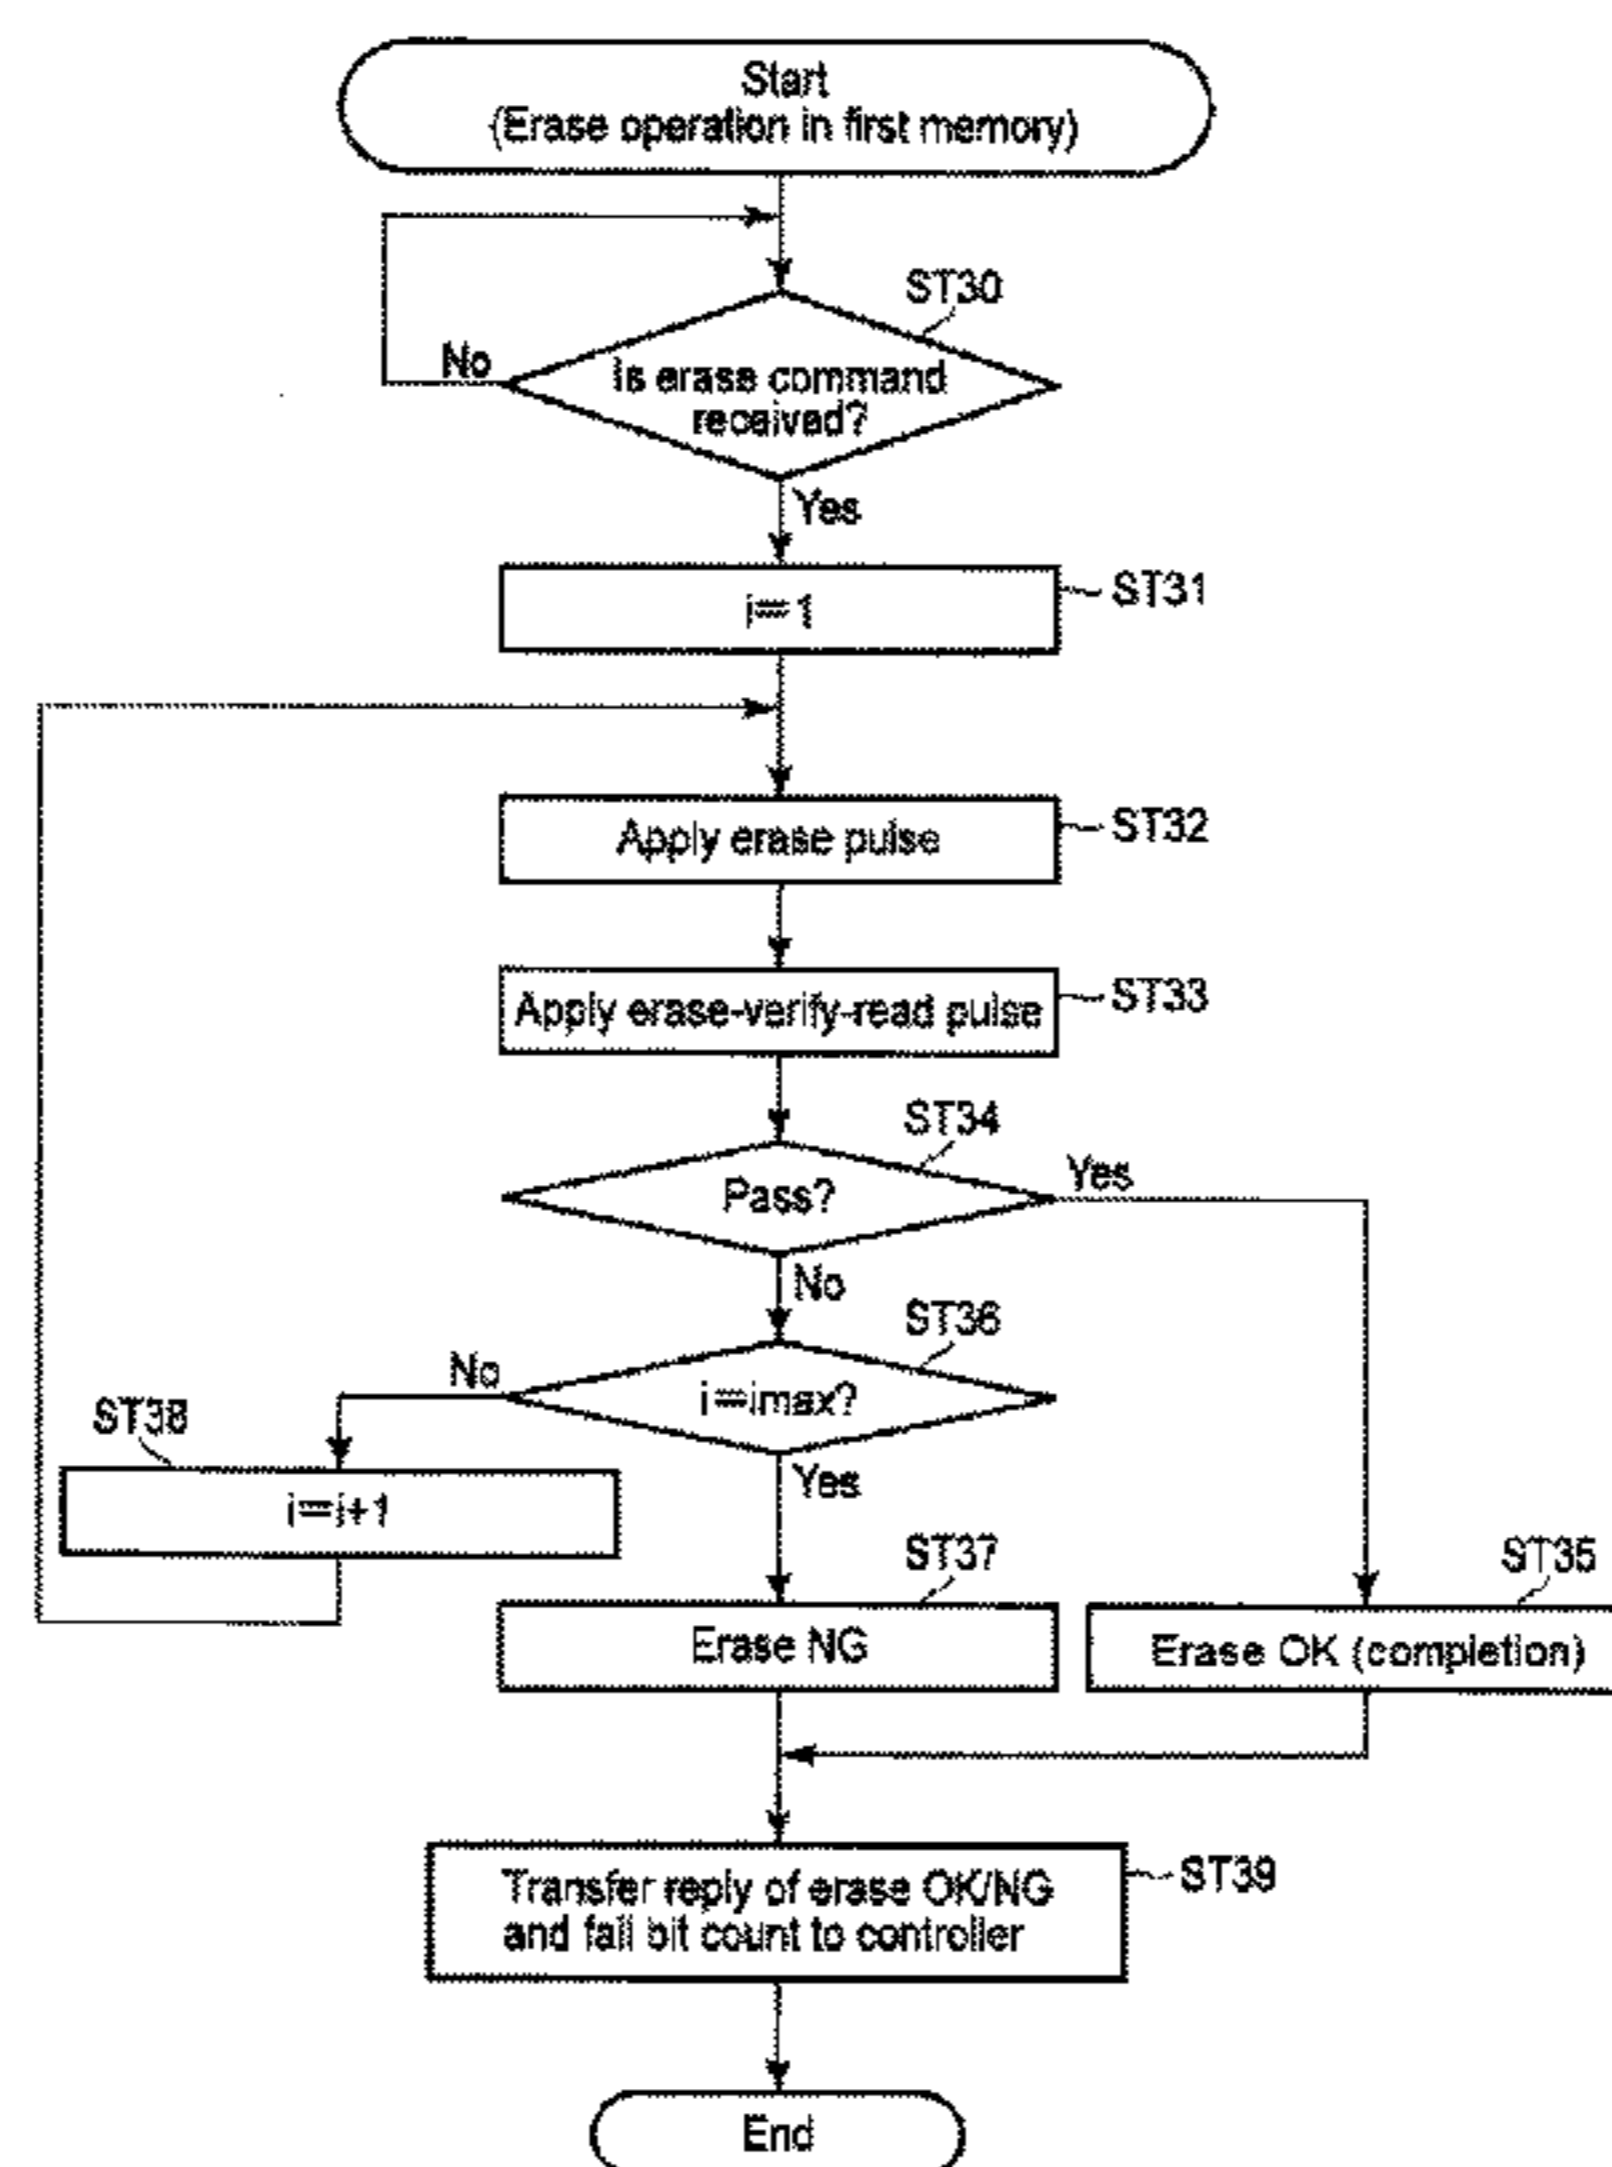 Start
(Erase operation in first memory)
ST30
No
Is erase command
received?
Yes
i=1
ST31
Apply erase pulse
ST32
Apply erase-verify-read pulse
ST33
ST34
Pass?
Yes
No
ST36
No
i=imax?
ST38
Yes
i=i+1
ST37
ST35
Erase NG
Erase OK (completion)
Transfer reply of erase OK/NG
and fail bit count to controller
ST39
End